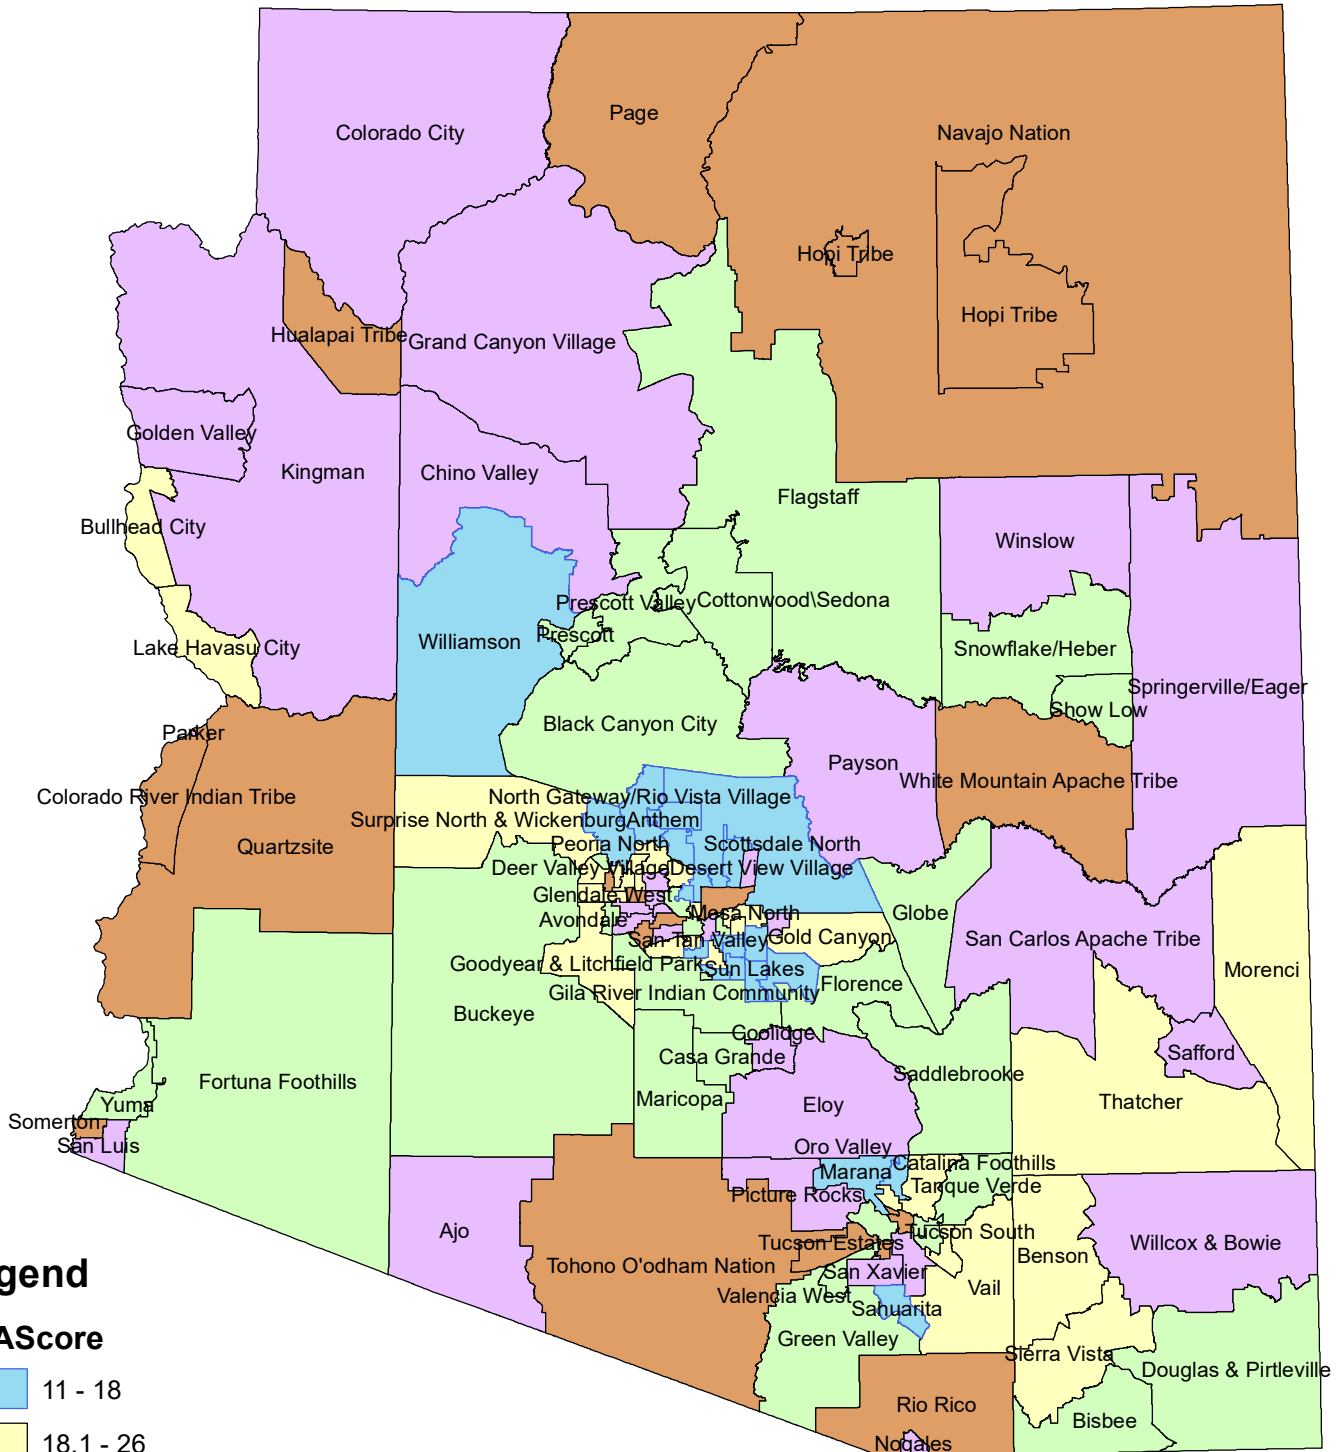 Page
Colorado City
Navajo Nation
Hopi Tribe
Hopi Tribe
Hualapai Tribe
Grand Canyon Village
Golden Valley
Kingman
Chino Valley
Flagstaff
Bullhead City
Winslow
Prescott Valley
Cottonwood\Sedona
Prescott
Williamson
Lake Havasu City
Snowflake/Heber
Springerville/Eager
Show Low
Black Canyon City
Parker
Payson
White Mountain Apache Tribe
Colorado River Indian Tribe
North Gateway/Rio Vista Village
Surprise North & Wickenburg
Anthem
Quartzsite
Peoria North
Scottsdale North
Deer Valley Village
Desert View Village
Glendale West
Avondale
Mesa North
Globe
San Tan Valley
Gold Canyon
San Carlos Apache Tribe
Goodyear & Litchfield Park
Sun Lakes
Morenci
Florence
Gila River Indian Community
Buckeye
Coolidge
Casa Grande
Safford
Saddlebrooke
Fortuna Foothills
Maricopa
Thatcher
Yuma
Eloy
Somerton
San Luis
Oro Valley
Catalina Foothills
Marana
Tanque Verde
Picture Rocks
Ajo
Tucson South
Tucson Estates
Willcox & Bowie
Benson
Tohono O'odham Nation
San Xavier
Vail
Valencia West
Sahuarita
Green Valley
Sierra Vista
Douglas & Pirtleville
Rio Rico
Bisbee
Nogales
gend
AScore
11 - 18
18.1 - 26